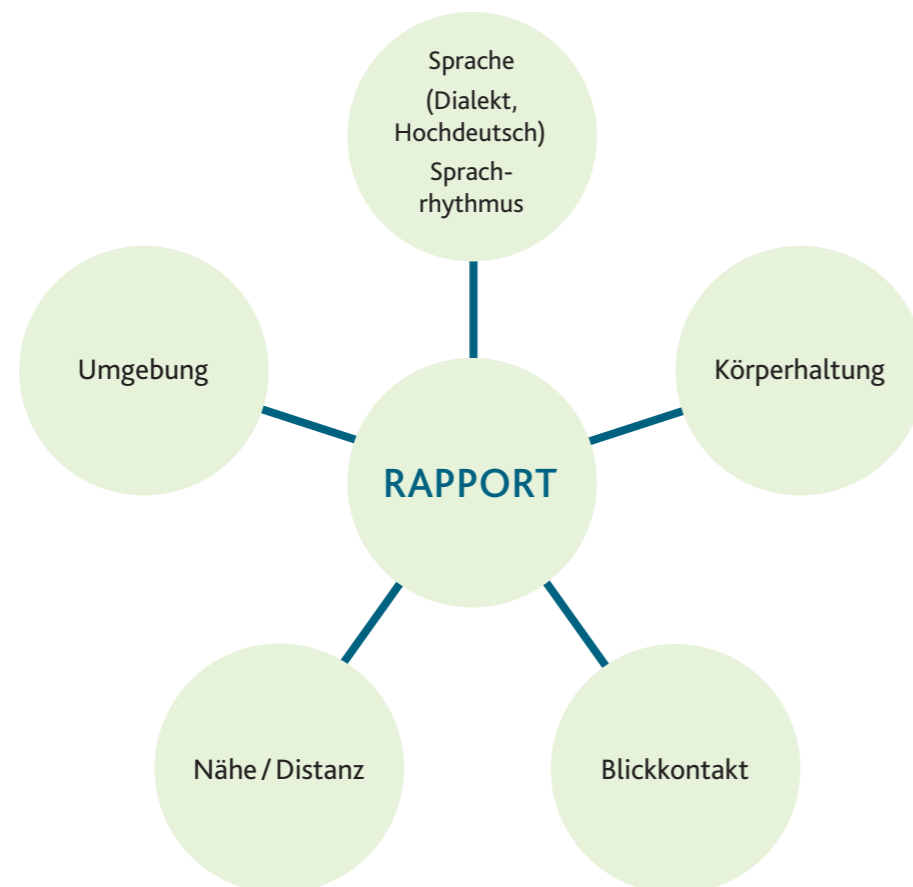 Sprache
(Dialekt,
Hochdeutsch)
Sprach-
rhythmus
Umgebung
Körperhaltung
RAPPORT
Nähe / Distanz
Blickkontakt